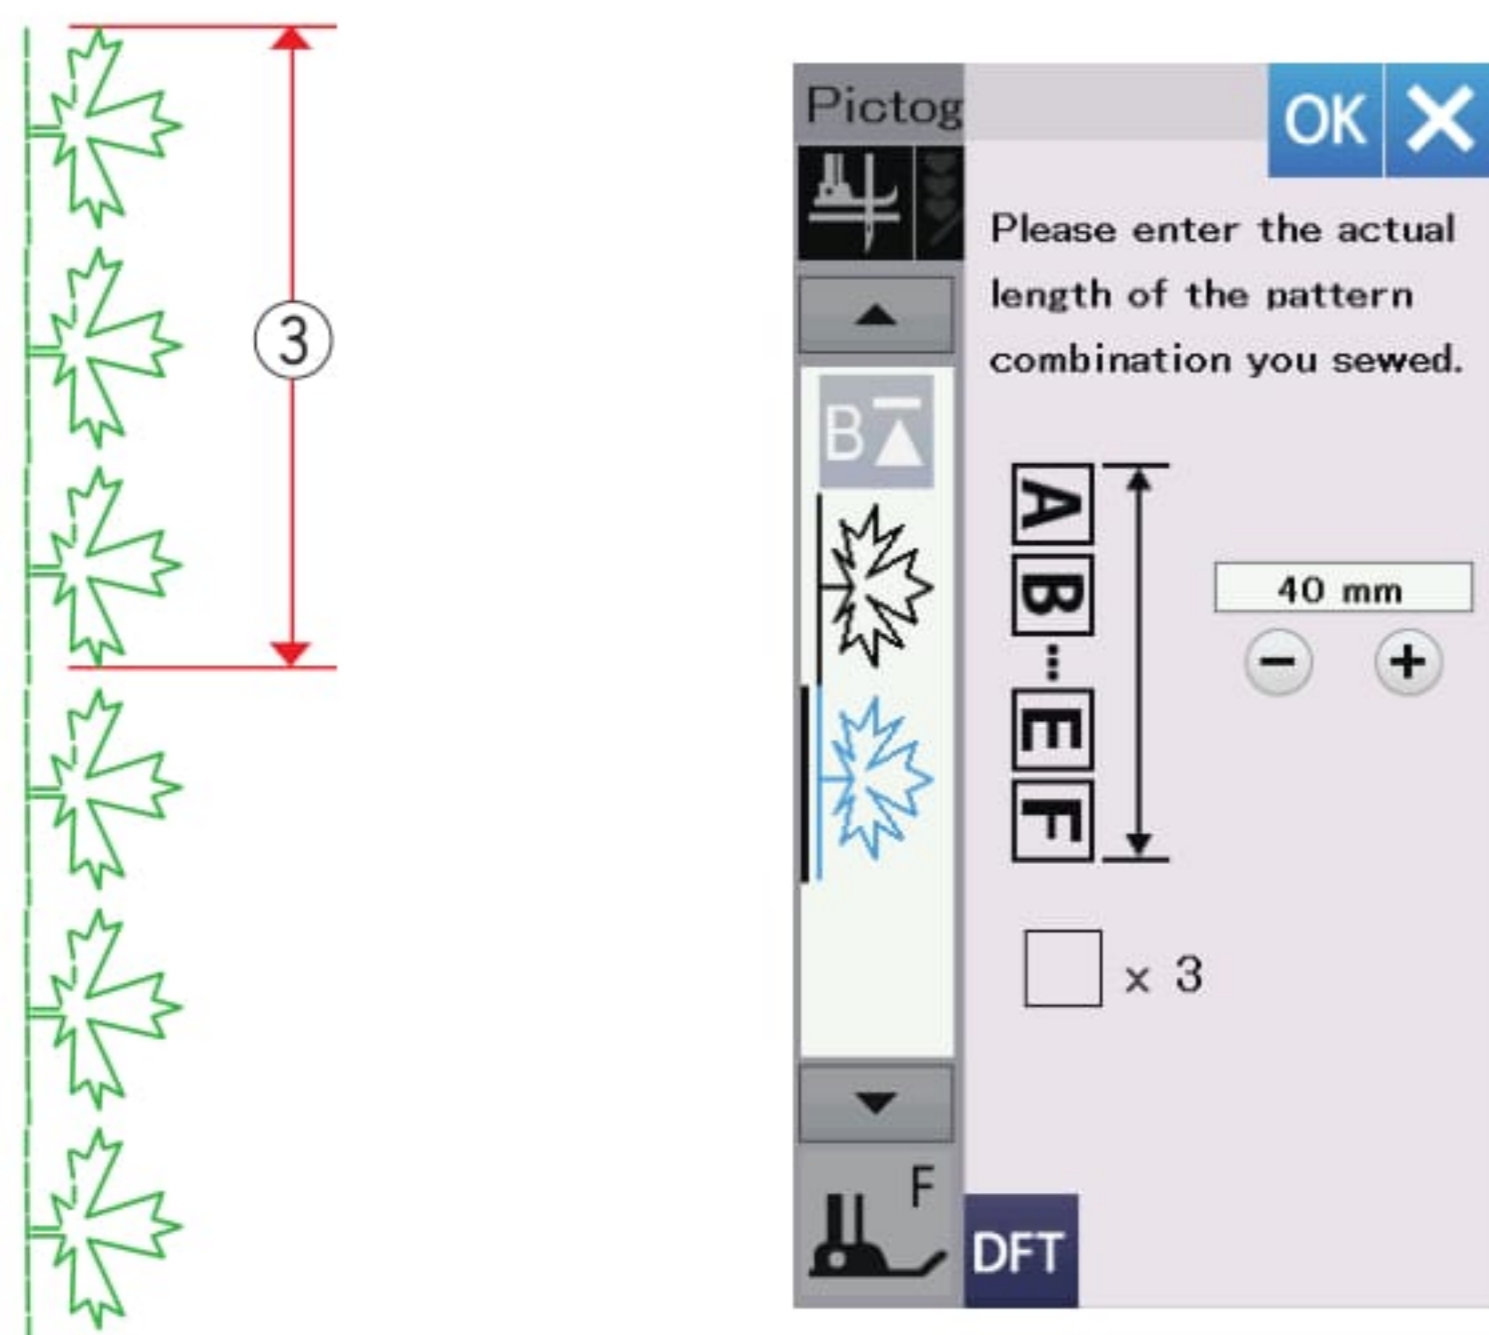 3
Pictog
OK
Please enter the actual
length of the pattern
combination you sewed.
B
A
B
E
F
40 mm
x 3
F
DFT